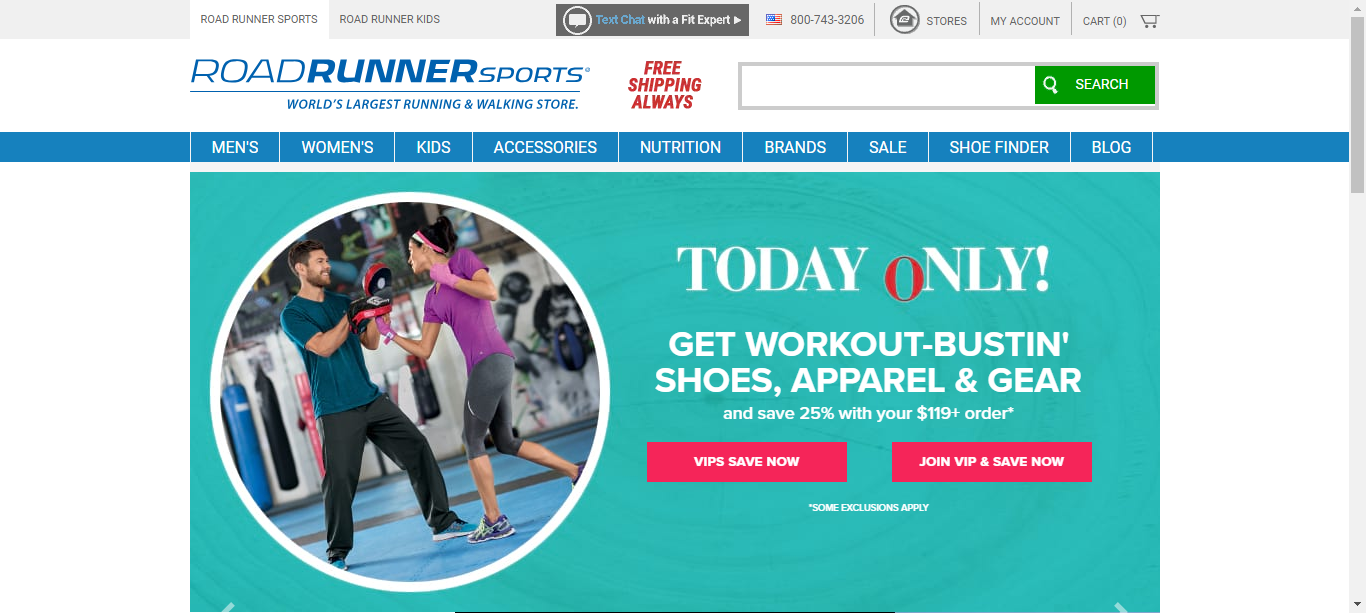 ROAD RUNNER SPORTS
ROAD RUNNER KIDS
Text Chat with a Fit Expert
800-743-3206
STORES
MY ACCOUNT
CART (0)
ROADRUNNERSPORTS®
WORLD'S LARGEST RUNNING & WALKING STORE.
FREE
SHIPPING
ALWAYS
SEARCH
MEN'S
WOMEN'S
KIDS
ACCESSORIES
NUTRITION
BRANDS
SALE
SHOE FINDER
BLOG
TODAY ONLY!
GET WORKOUT-BUSTIN'
SHOES, APPAREL & GEAR
and save 25% with your $119+ order*
VIPS SAVE NOW
JOIN VIP & SAVE NOW
*SOME EXCLUSIONS APPLY